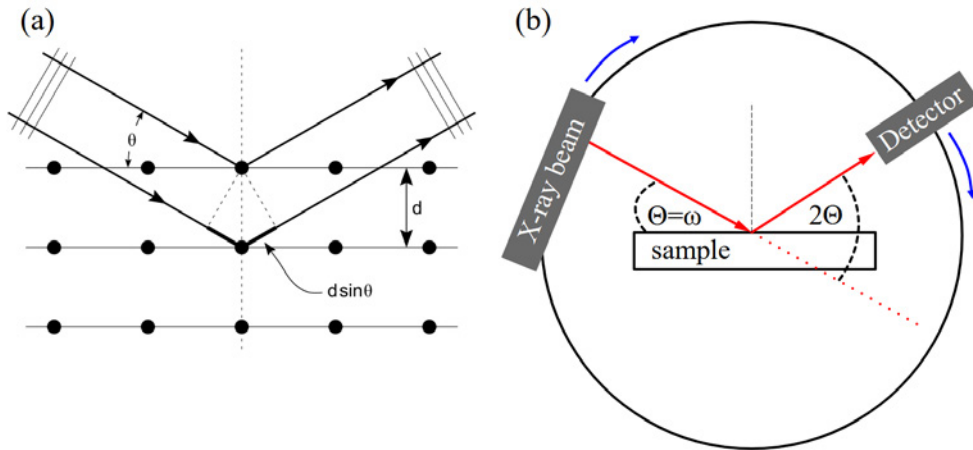 (a)
θ
d
dsinθ
(b)
X-ray beam
Detector
Θ=ω
2Θ
sample